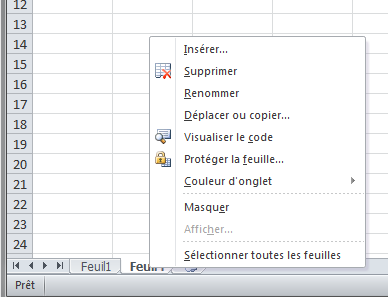 12
13
14
15
16
17
18
19
20
21
22
23
24
Insérer...
Supprimer
Renommer
Déplacer ou copier...
Visualiser le code
Protéger la feuille...
Couleur d'onglet
Masquer
Afficher...
Sélectionner toutes les feuilles
Feuil1
Prêt